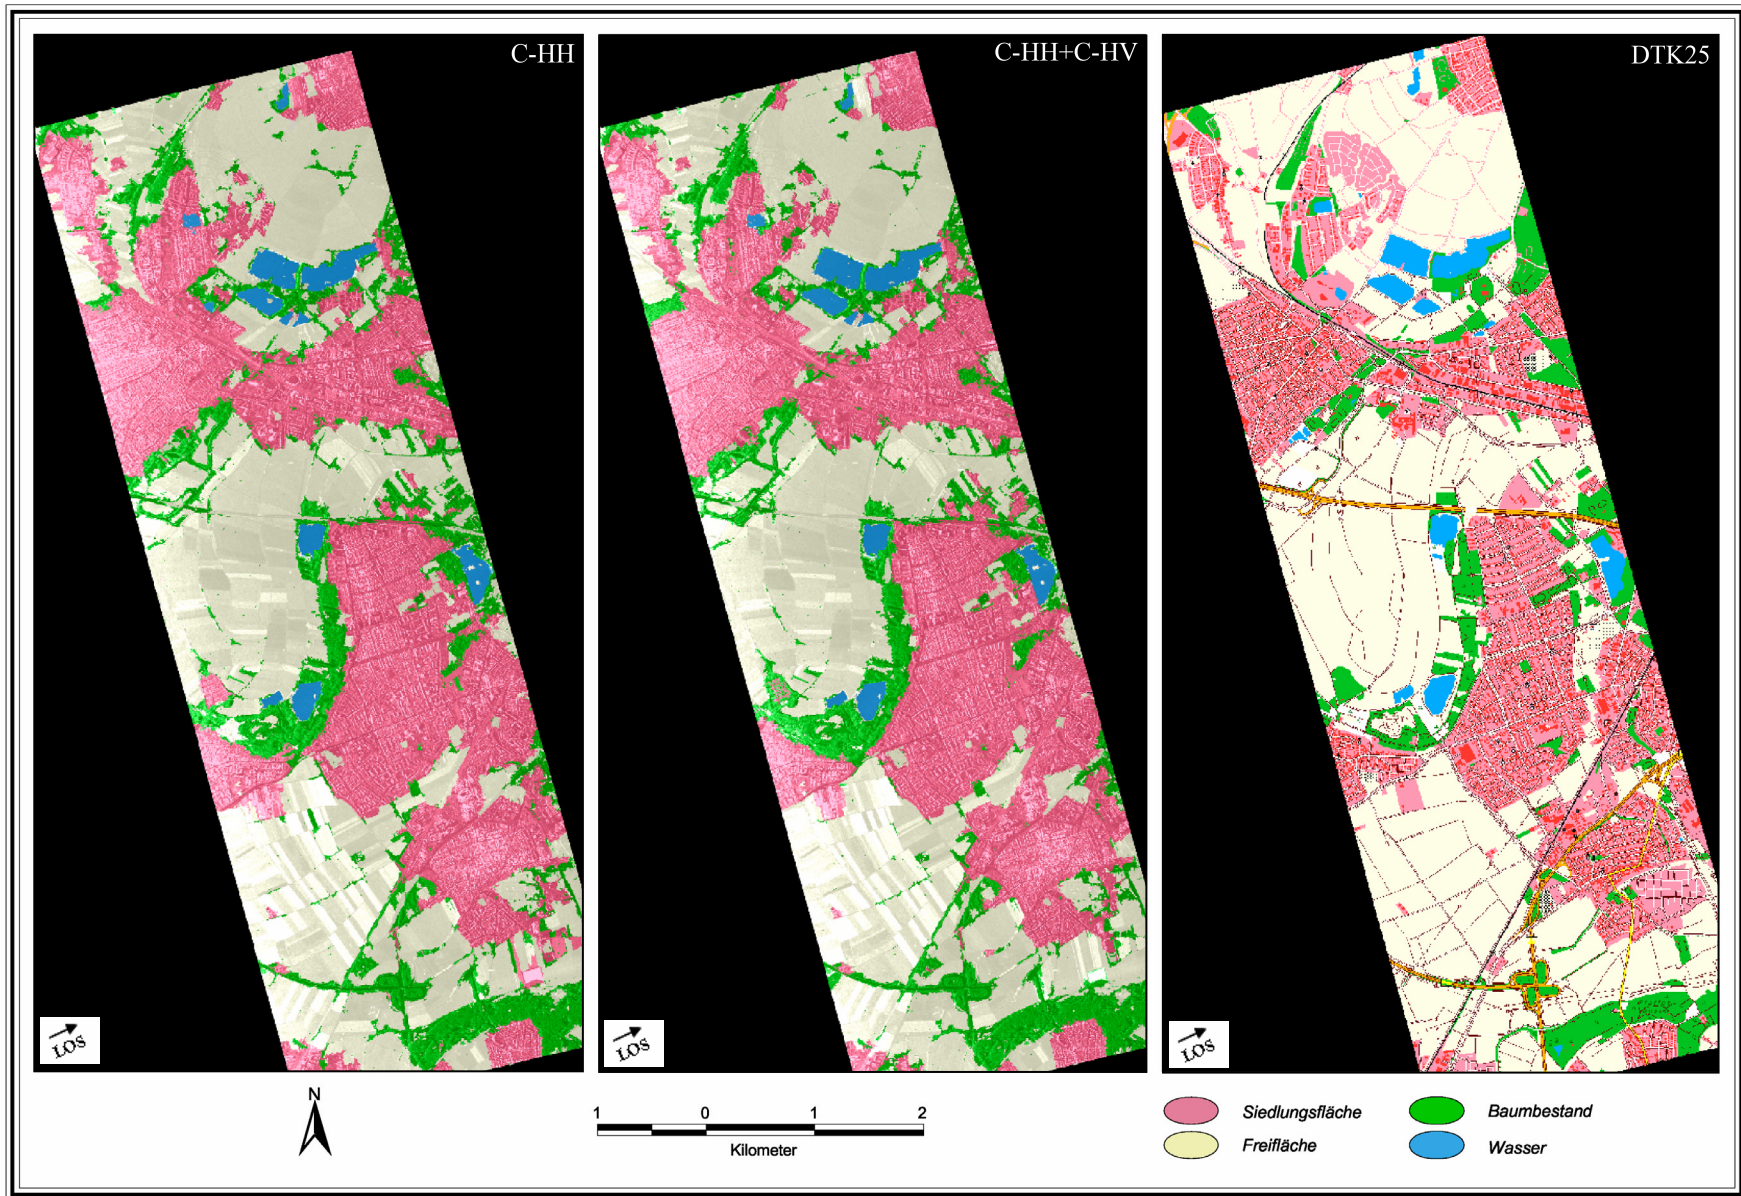 C-HH
C-HH+C-HV
DTK25
LOS
LOS
LOS
N
1 0 1 2
Kilometer
Siedlungsfläche
Baumbestand
Freifläche
Wasser